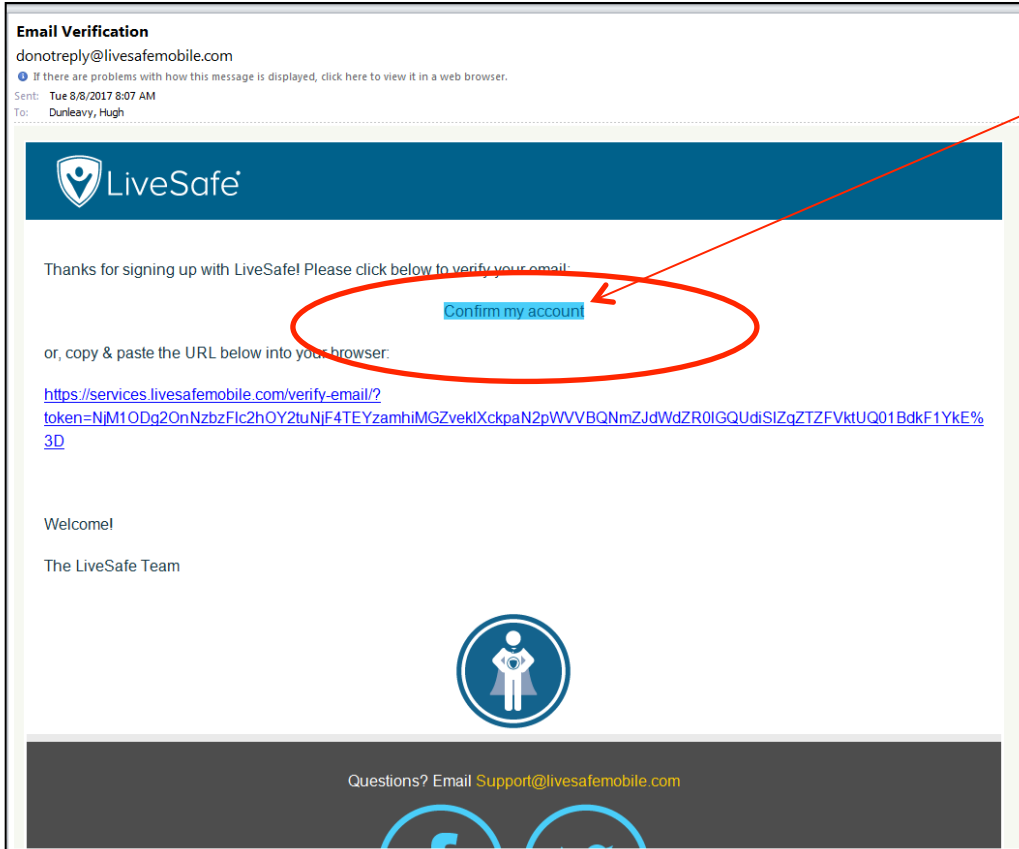 Email Verification
donotreply@livesafemobile.com
If there are problems with how this message is displayed, click here to view it in a web browser.
Sent: Tue 8/8/2017 8:07 AM
To: Dunleavy, Hugh
LiveSafe
Thanks for signing up with LiveSafe! Please click below to verify your email:
Confirm my account
or, copy & paste the URL below into your browser:
https://services.livesafemobile.com/verify-email/?
token=NjM1ODg2OnNzbzFlc2hOY2tuNjF4TEYzamhiMGZvekIXckpaN2pWVVBQNmZJdWdZR0lGQUdiSlZqZTZFVktUQ01BdkF1YkE%
3D
Welcome!
The LiveSafe Team
Questions? Email Support@livesafemobile.com